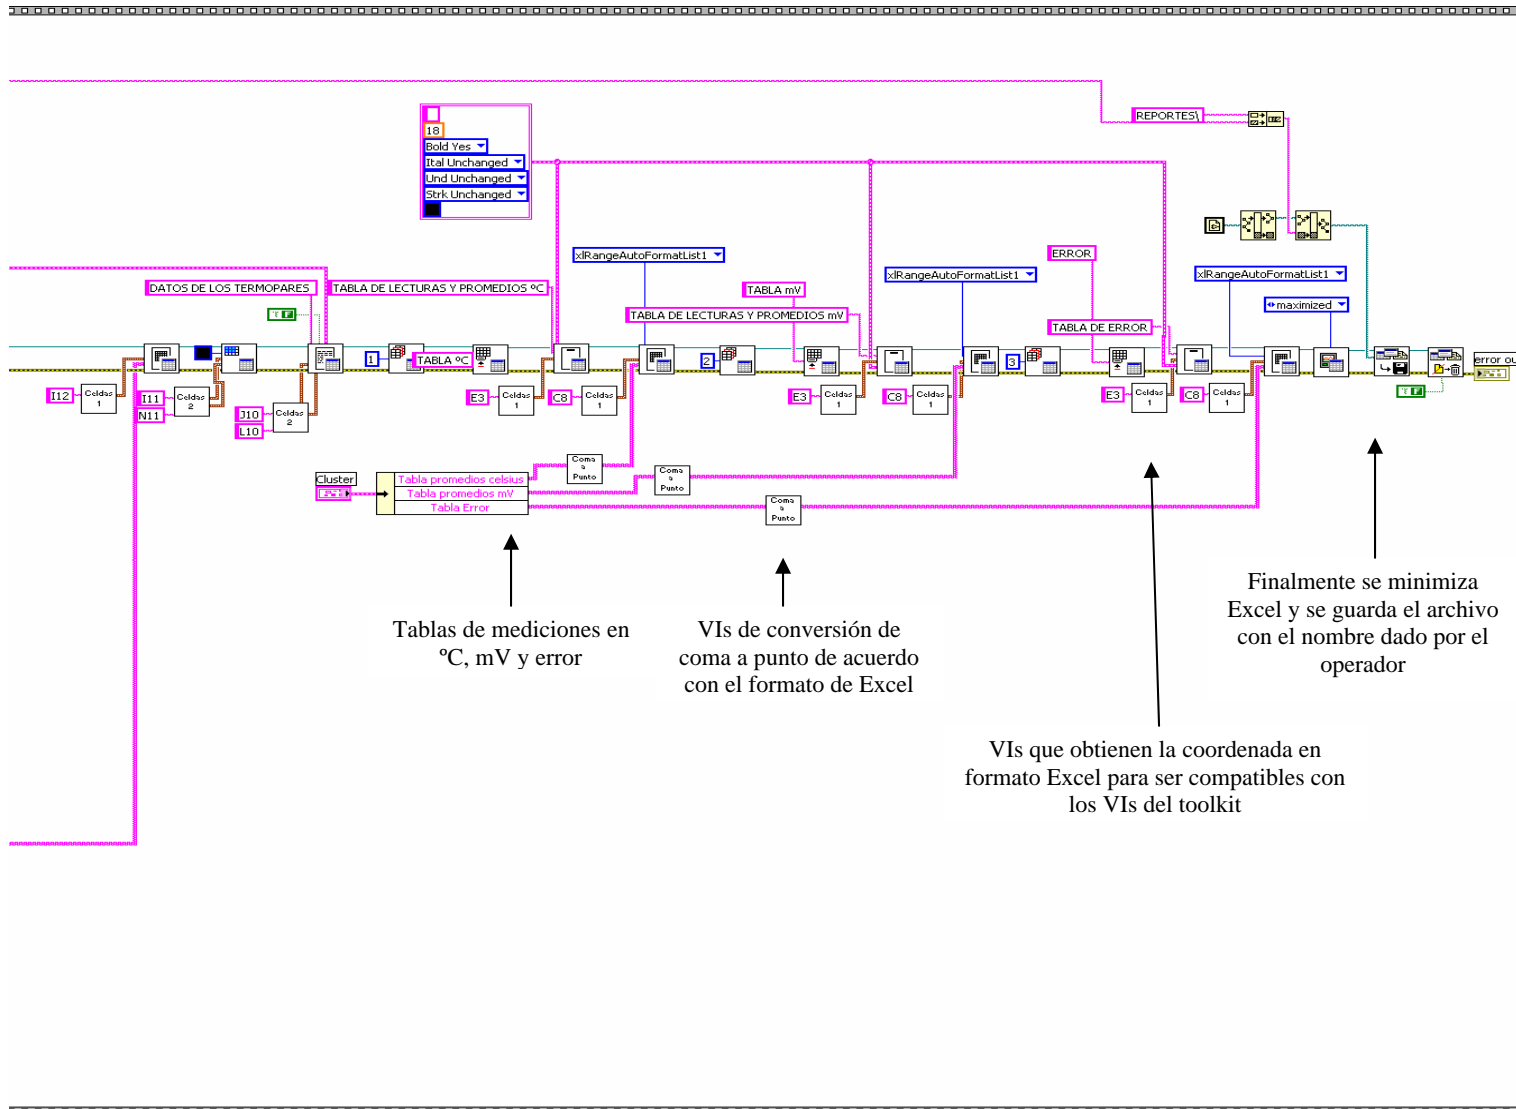 REPORTES\
18
Bold Yes
Ital Unchanged
Und Unchanged
Strk Unchanged
xlRangeAutoFormatList1
ERROR
xlRangeAutoFormatList1
xlRangeAutoFormatList1
DATOS DE LOS TERMOPARES
TABLA DE LECTURAS Y PROMEDIOS ºC
TABLA mV
maximized
TABLA DE LECTURAS Y PROMEDIOS mV
TABLA DE ERROR
T F
1
TABLA ºC
2
3
error ou
I12
Celdas
1
I11
N11
Celdas
2
J10
L10
Celdas
2
E3
Celdas
1
C8
Celdas
1
E3
Celdas
1
C8
Celdas
1
E3
Celdas
1
C8
Celdas
1
T F
Cluster
Tabla promedios celsius
Tabla promedios mV
Tabla Error
Coma
a
Punto
Coma
a
Punto
Coma
a
Punto
Tablas de mediciones en
ºC, mV y error
VIs de conversión de
coma a punto de acuerdo
con el formato de Excel
Finalmente se minimiza
Excel y se guarda el archivo
con el nombre dado por el
operador
VIs que obtienen la coordenada en
formato Excel para ser compatibles con
los VIs del toolkit